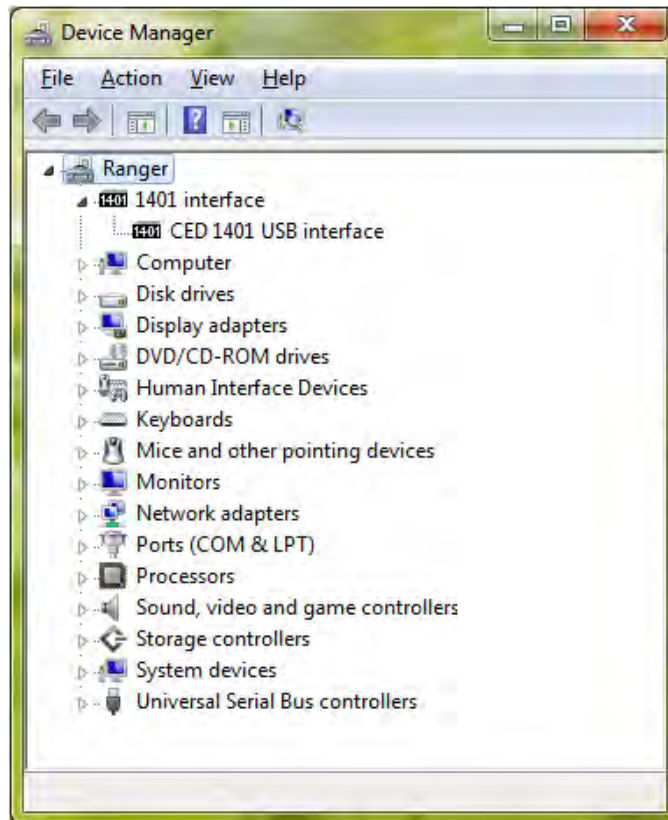 Device Manager
File Action View Help
Ranger
1401 1401 interface
1401 CED 1401 USB interface
Computer
Disk drives
Display adapters
DVD/CD-ROM drives
Human Interface Devices
Keyboards
Mice and other pointing devices
Monitors
Network adapters
Ports (COM & LPT)
Processors
Sound, video and game controllers
Storage controllers
System devices
Universal Serial Bus controllers